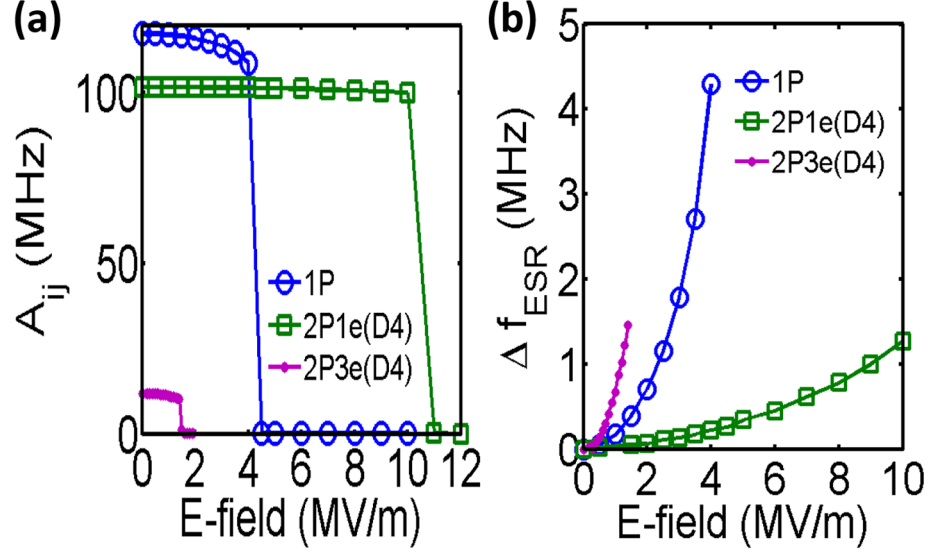 (a)
A_ij (MHz)
100
50
0
1P
2P1e(D4)
2P3e(D4)
0 2 4 6 8 10 12
E-field (MV/m)
(b)
Δ f_ESR (MHz)
5
4
3
2
1
0
1P
2P1e(D4)
2P3e(D4)
0 2 4 6 8 10
E-field (MV/m)